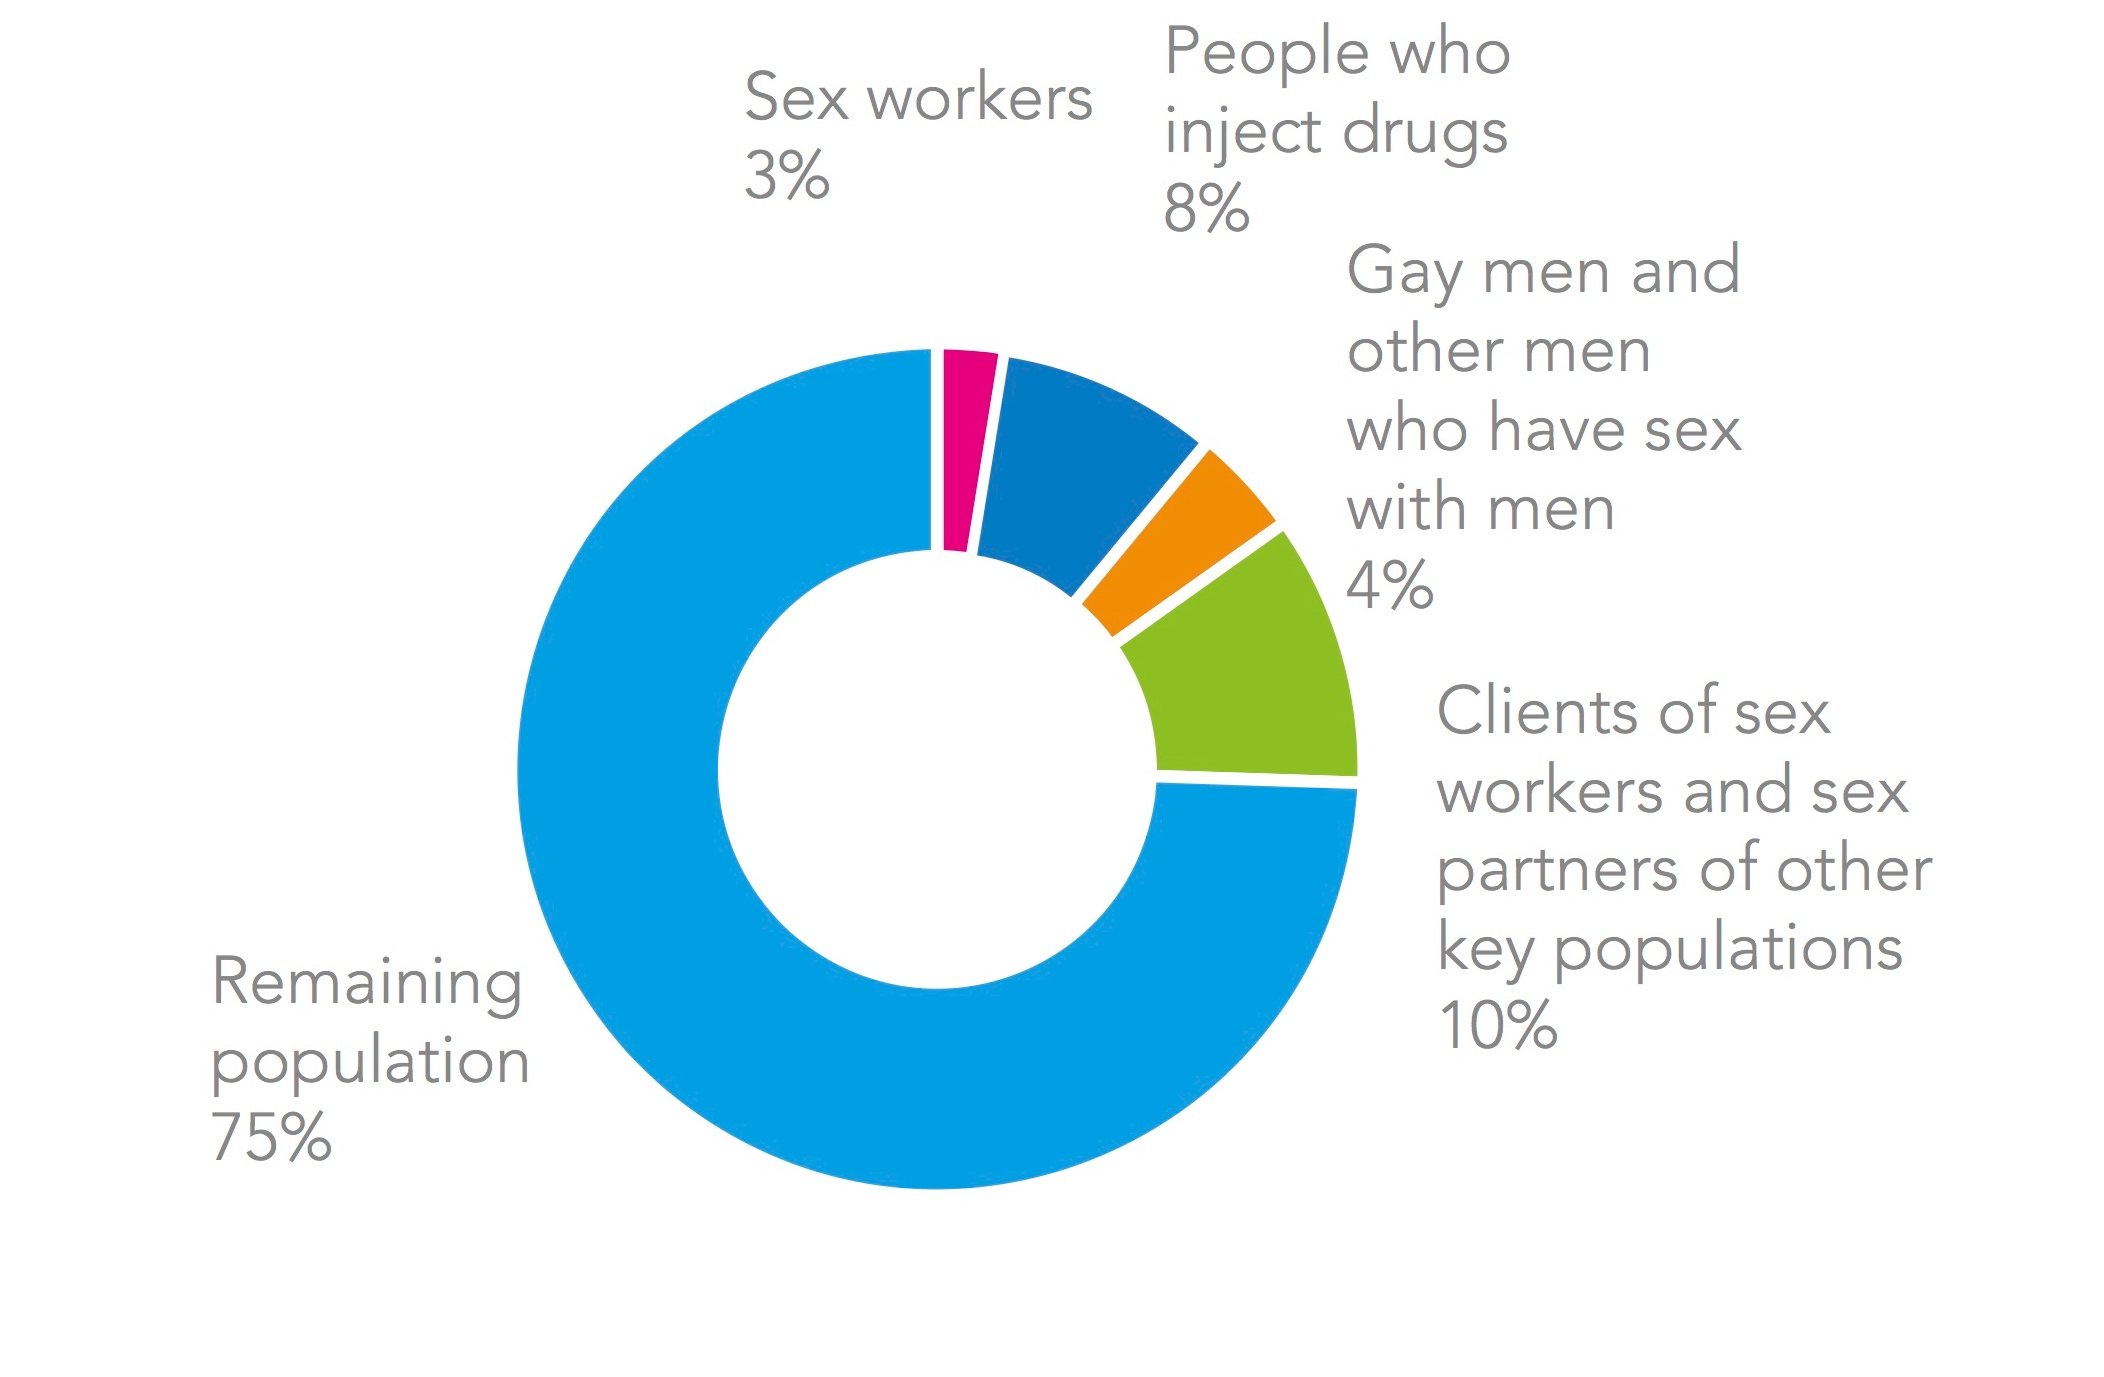 Sex workers
3%
People who
inject drugs
8%
Gay men and
other men
who have sex
with men
4%
Clients of sex
workers and sex
partners of other
key populations
10%
Remaining
population
75%